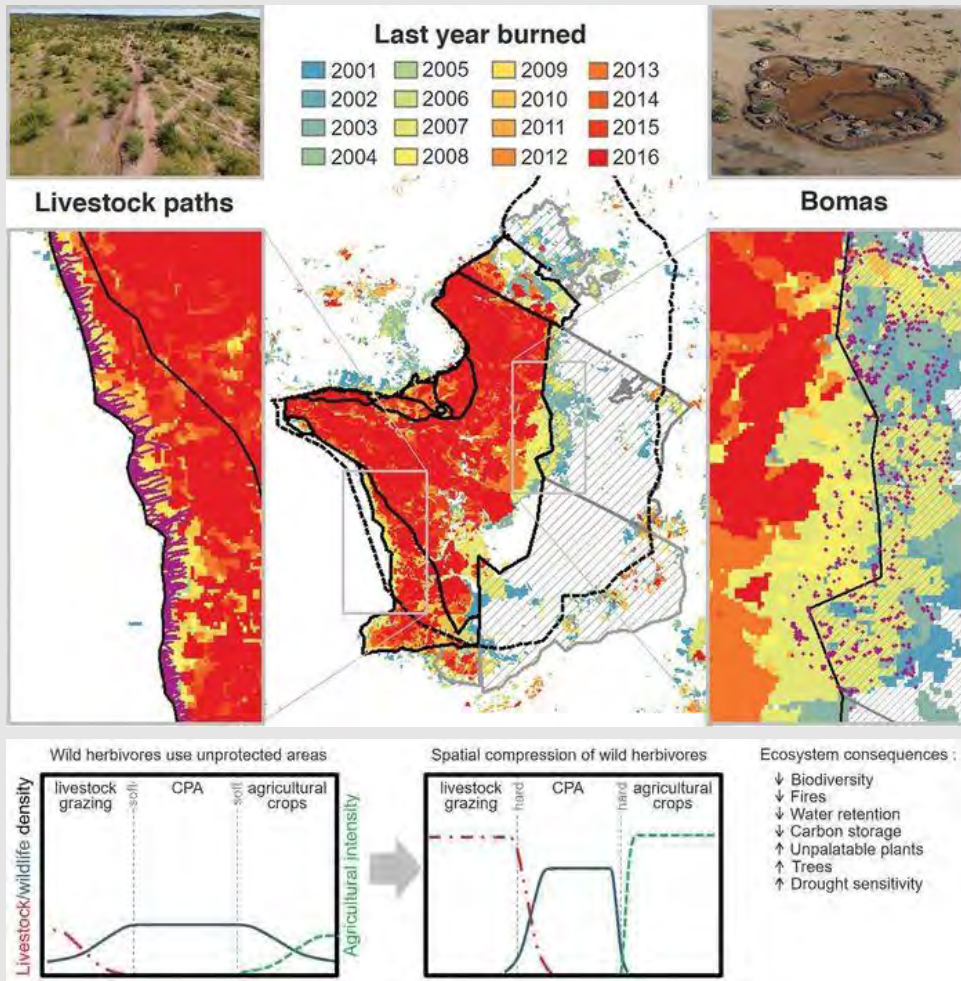 Last year burned
2001 2005 2009 2013
2002 2006 2010 2014
2003 2007 2011 2015
2004 2008 2012 2016
Livestock paths
Bomas
Wild herbivores use unprotected areas
livestock grazing
soft
CPA
soft
agricultural crops
Livestock/wildlife density
Agricultural intensity
Spatial compression of wild herbivores
livestock grazing
hard
CPA
hard
agricultural crops
Ecosystem consequences :
↓ Biodiversity
↓ Fires
↓ Water retention
↓ Carbon storage
↑ Unpalatable plants
↑ Trees
↑ Drought sensitivity